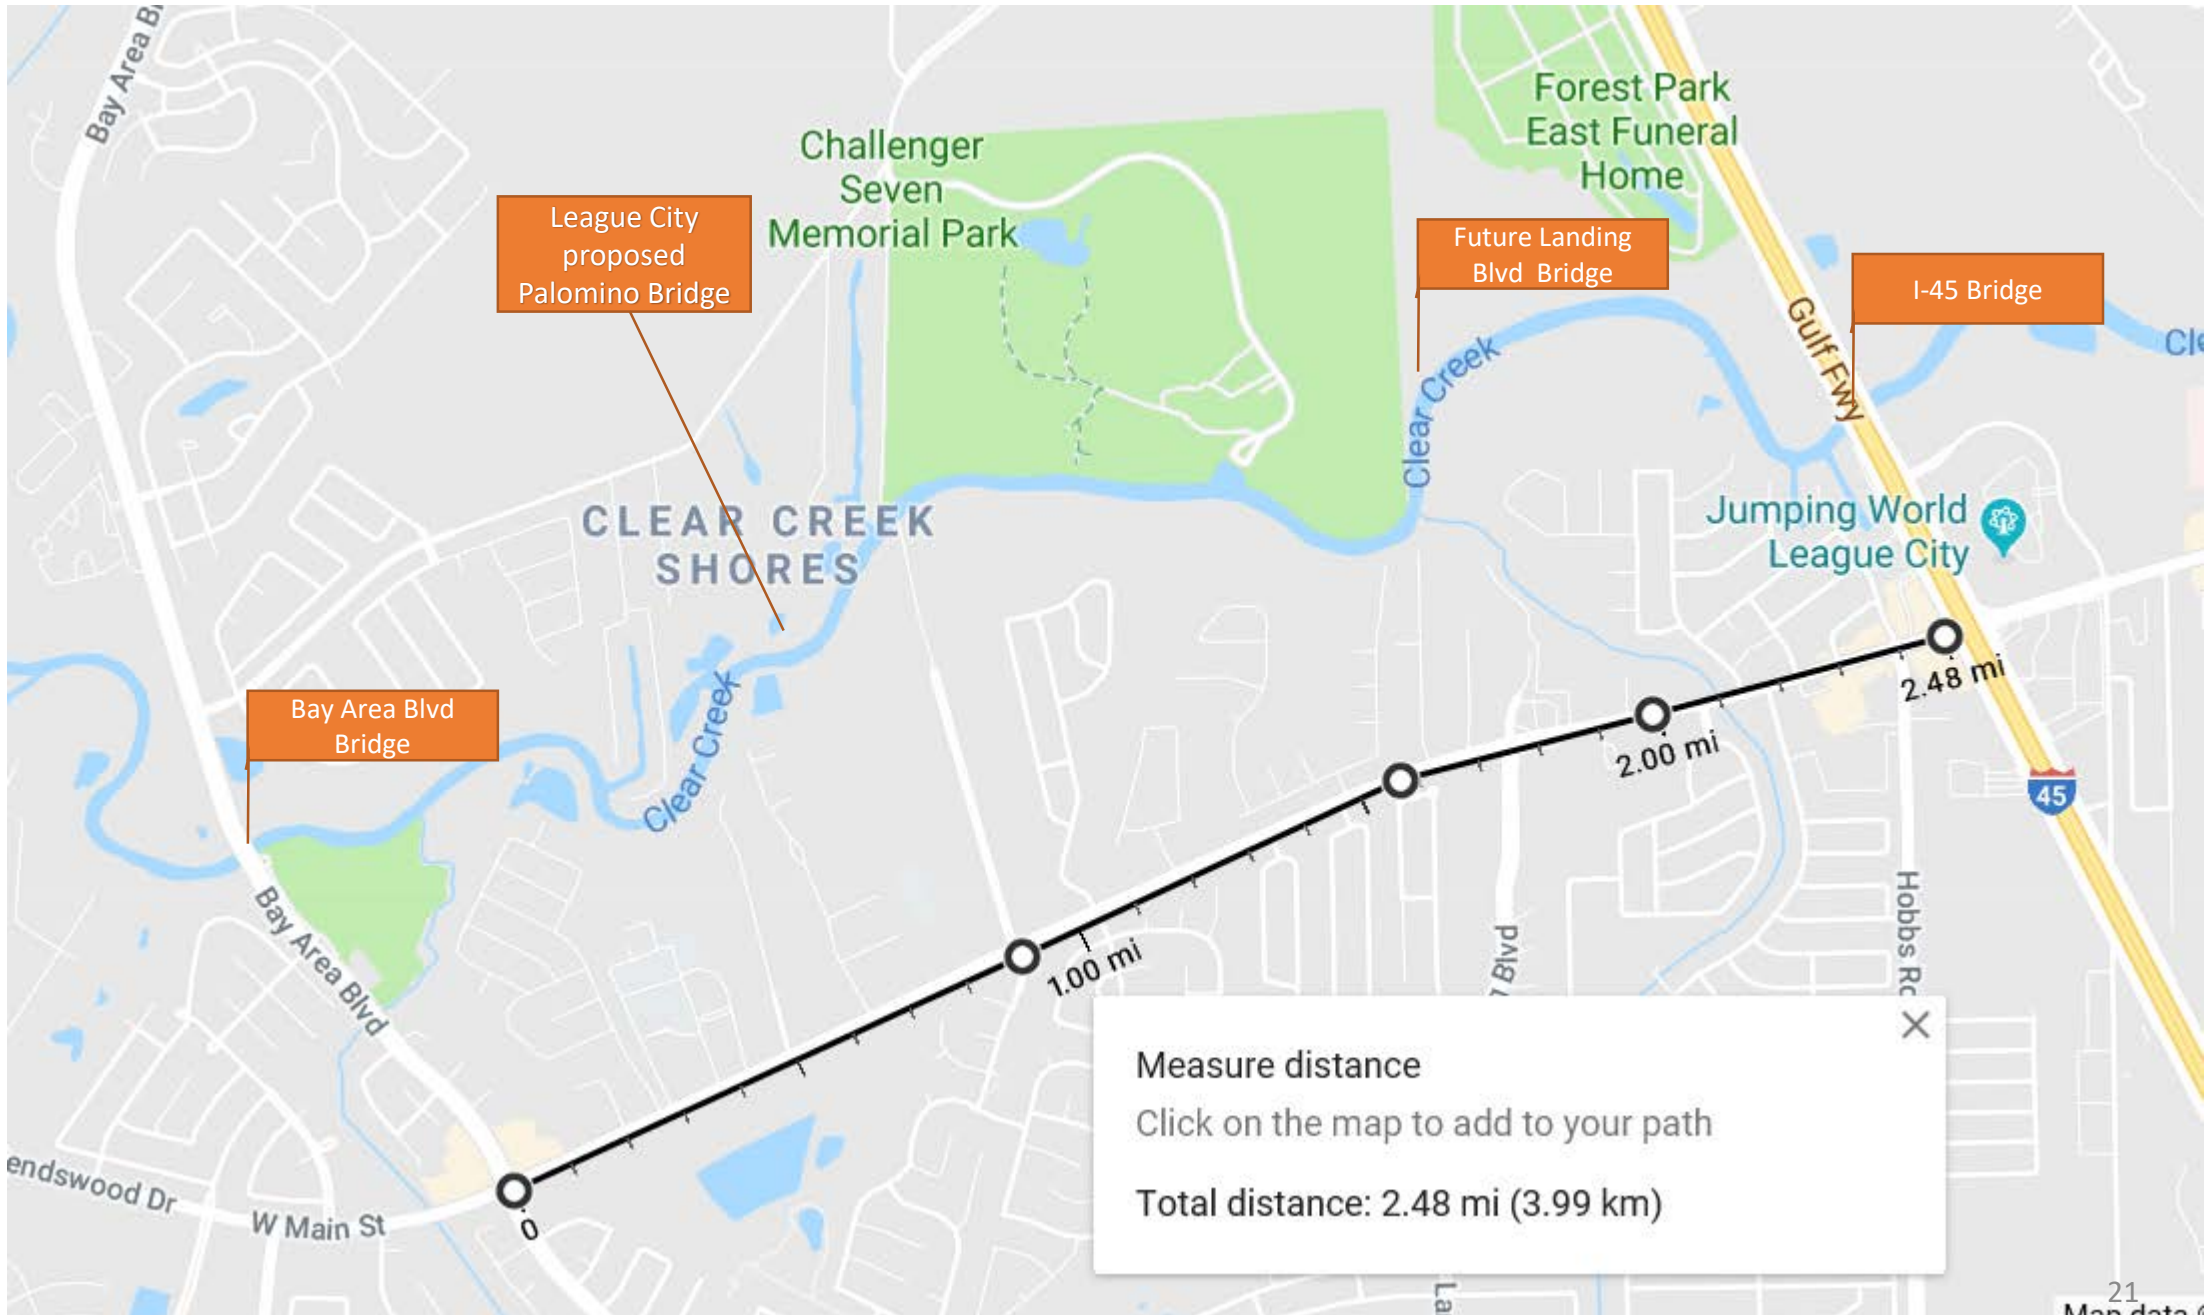 Bay Area Bl
Forest Park
East Funeral
Home
Challenger
Seven
Memorial Park
League City
proposed
Palomino Bridge
Future Landing
Blvd Bridge
I-45 Bridge
Gulf Fwy
Cle
Clear Creek
Jumping World
League City
CLEAR CREEK
SHORES
Bay Area Blvd
Bridge
Clear Creek
2.48 mi
2.00 mi
45
Bay Area Blvd
1.00 mi
Blvd
Hobbs Rd
Measure distance
Click on the map to add to your path
Total distance: 2.48 mi (3.99 km)
endswood Dr
W Main St
0
La
21
Map data ©